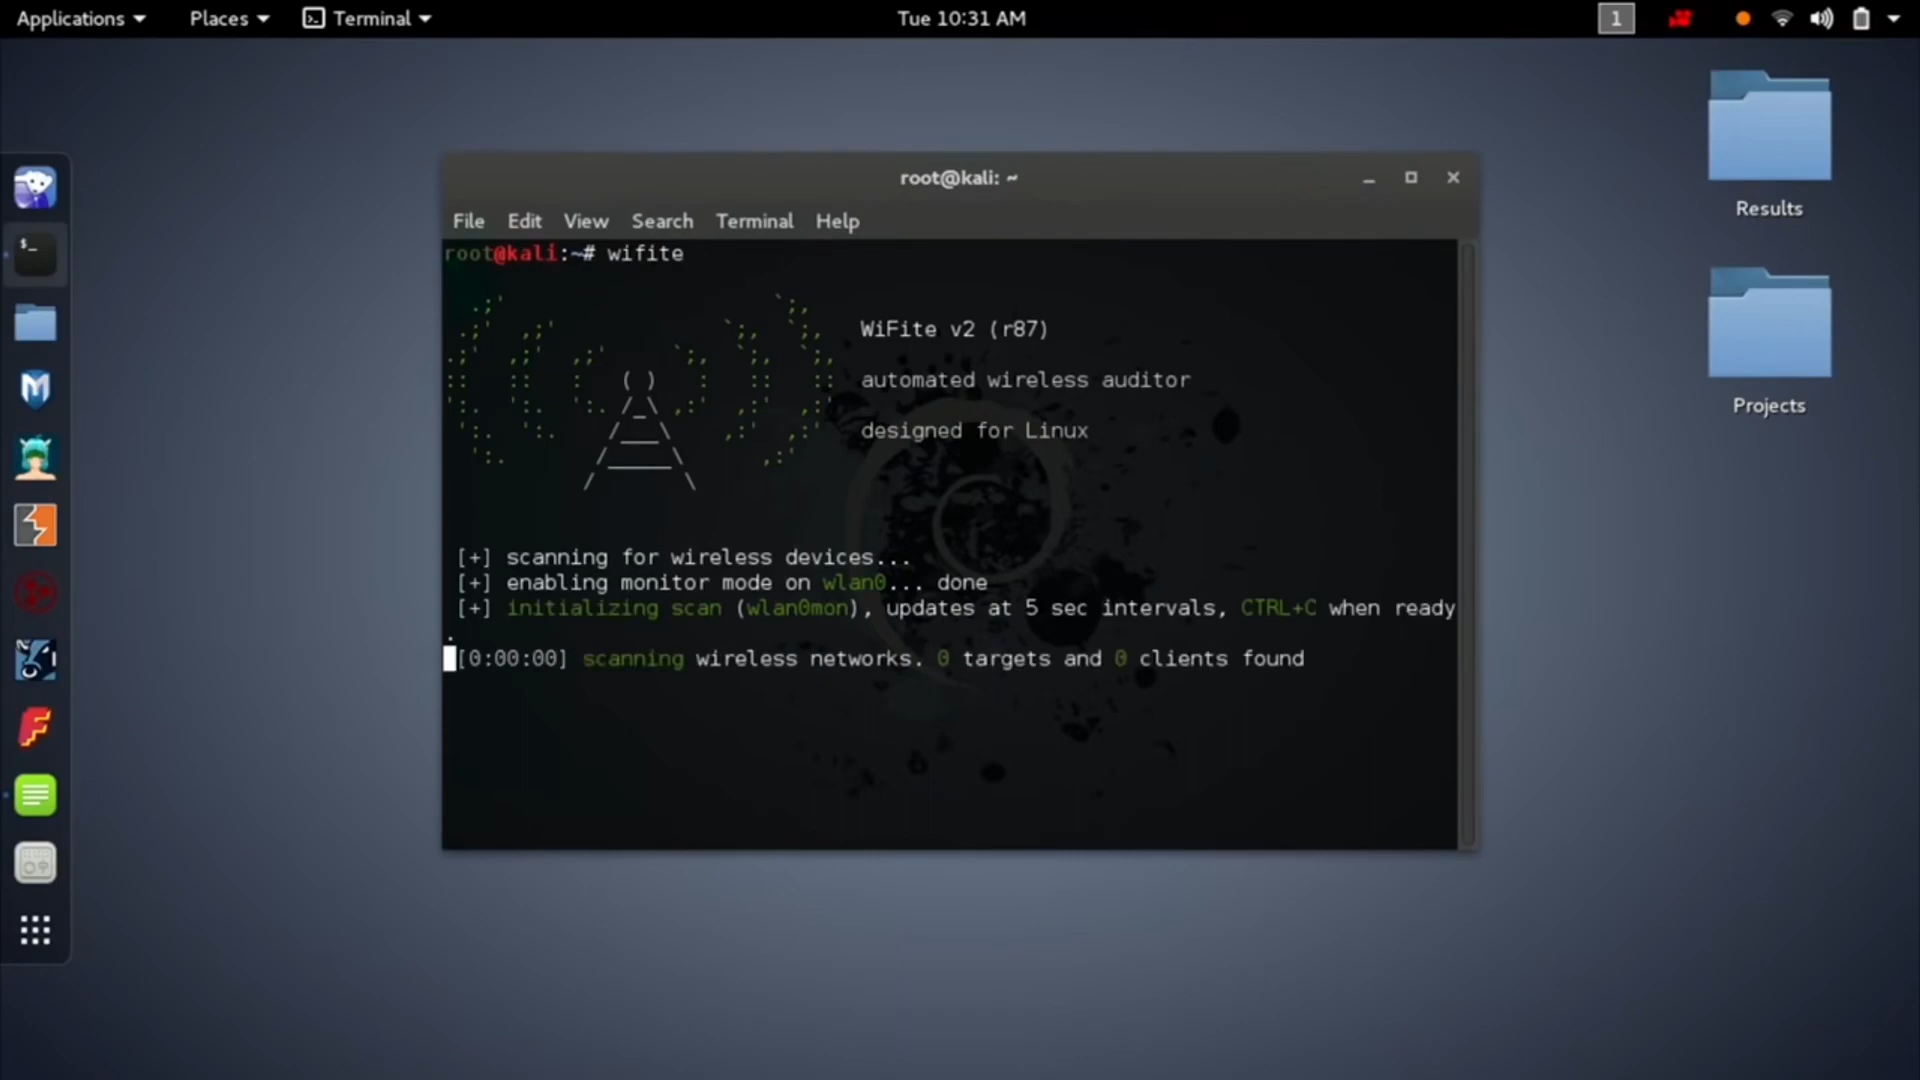 Applications Places Terminal Tue 10:31 AM 1
Results
Projects
root@kali: ~
File Edit View Search Terminal Help
root@kali:~# wifite
WiFite v2 (r87)
automated wireless auditor
designed for Linux
[+] scanning for wireless devices...
[+] enabling monitor mode on wlan0... done
[+] initializing scan (wlan0mon), updates at 5 sec intervals, CTRL+C when ready
.
[0:00:00] scanning wireless networks. 0 targets and 0 clients found